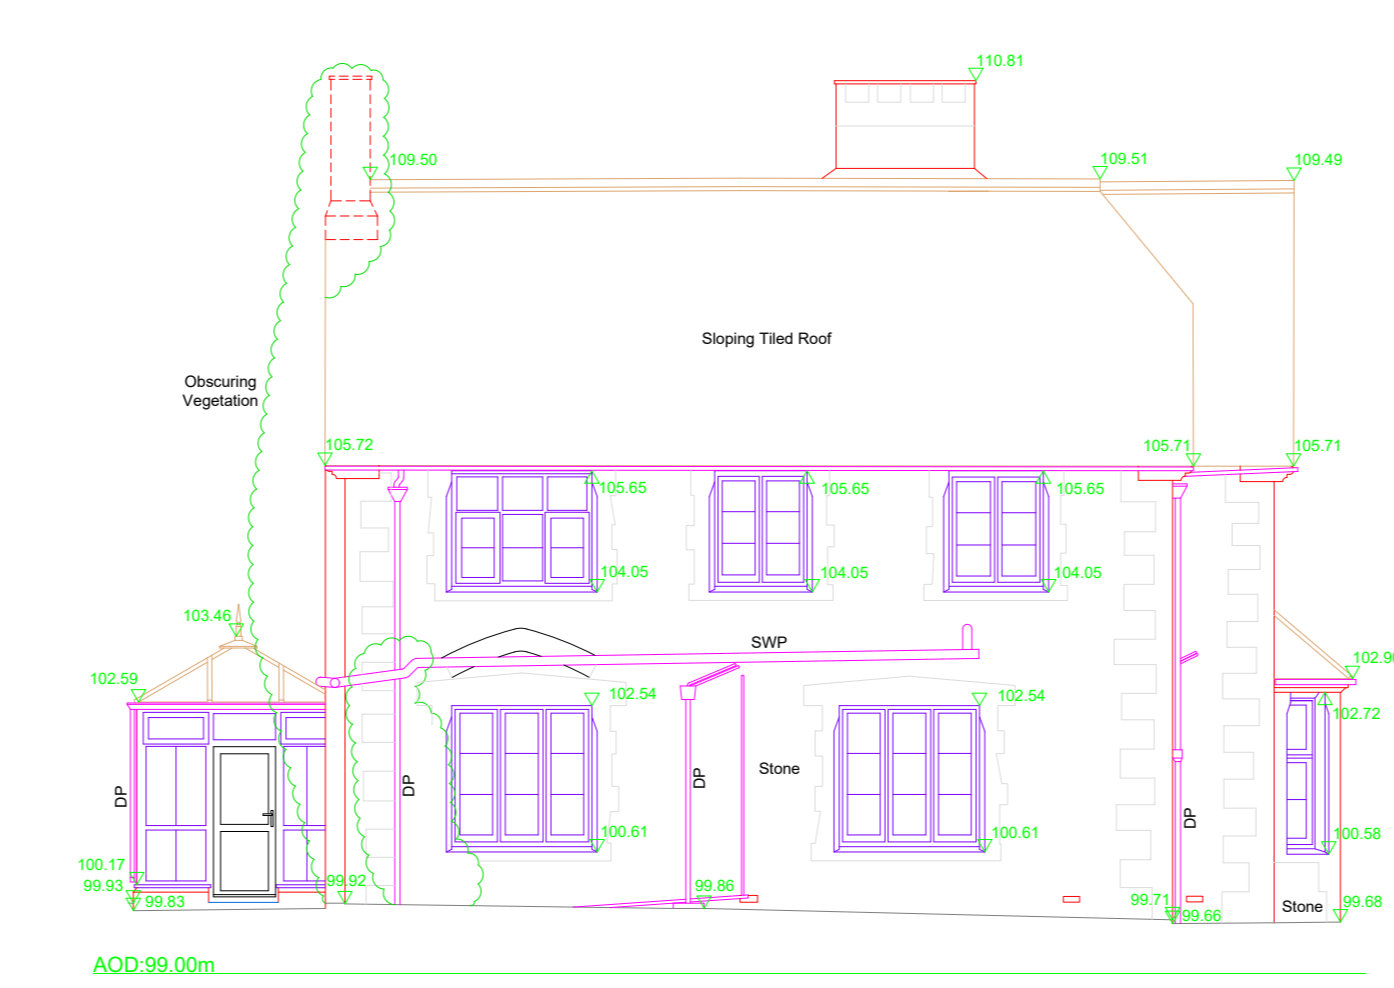 110.81
109.50
109.51
109.49
Sloping Tiled Roof
Obscuring
Vegetation
105.72
105.71
105.71
105.65
105.65
105.65
104.05
104.05
104.05
103.46
SWP
102.59
102.54
102.54
102.72
DP
DP
DP
Stone
DP
100.61
100.61
100.58
100.17
99.93
99.83
99.92
99.86
99.71
99.66
Stone
99.68
AOD:99.00m